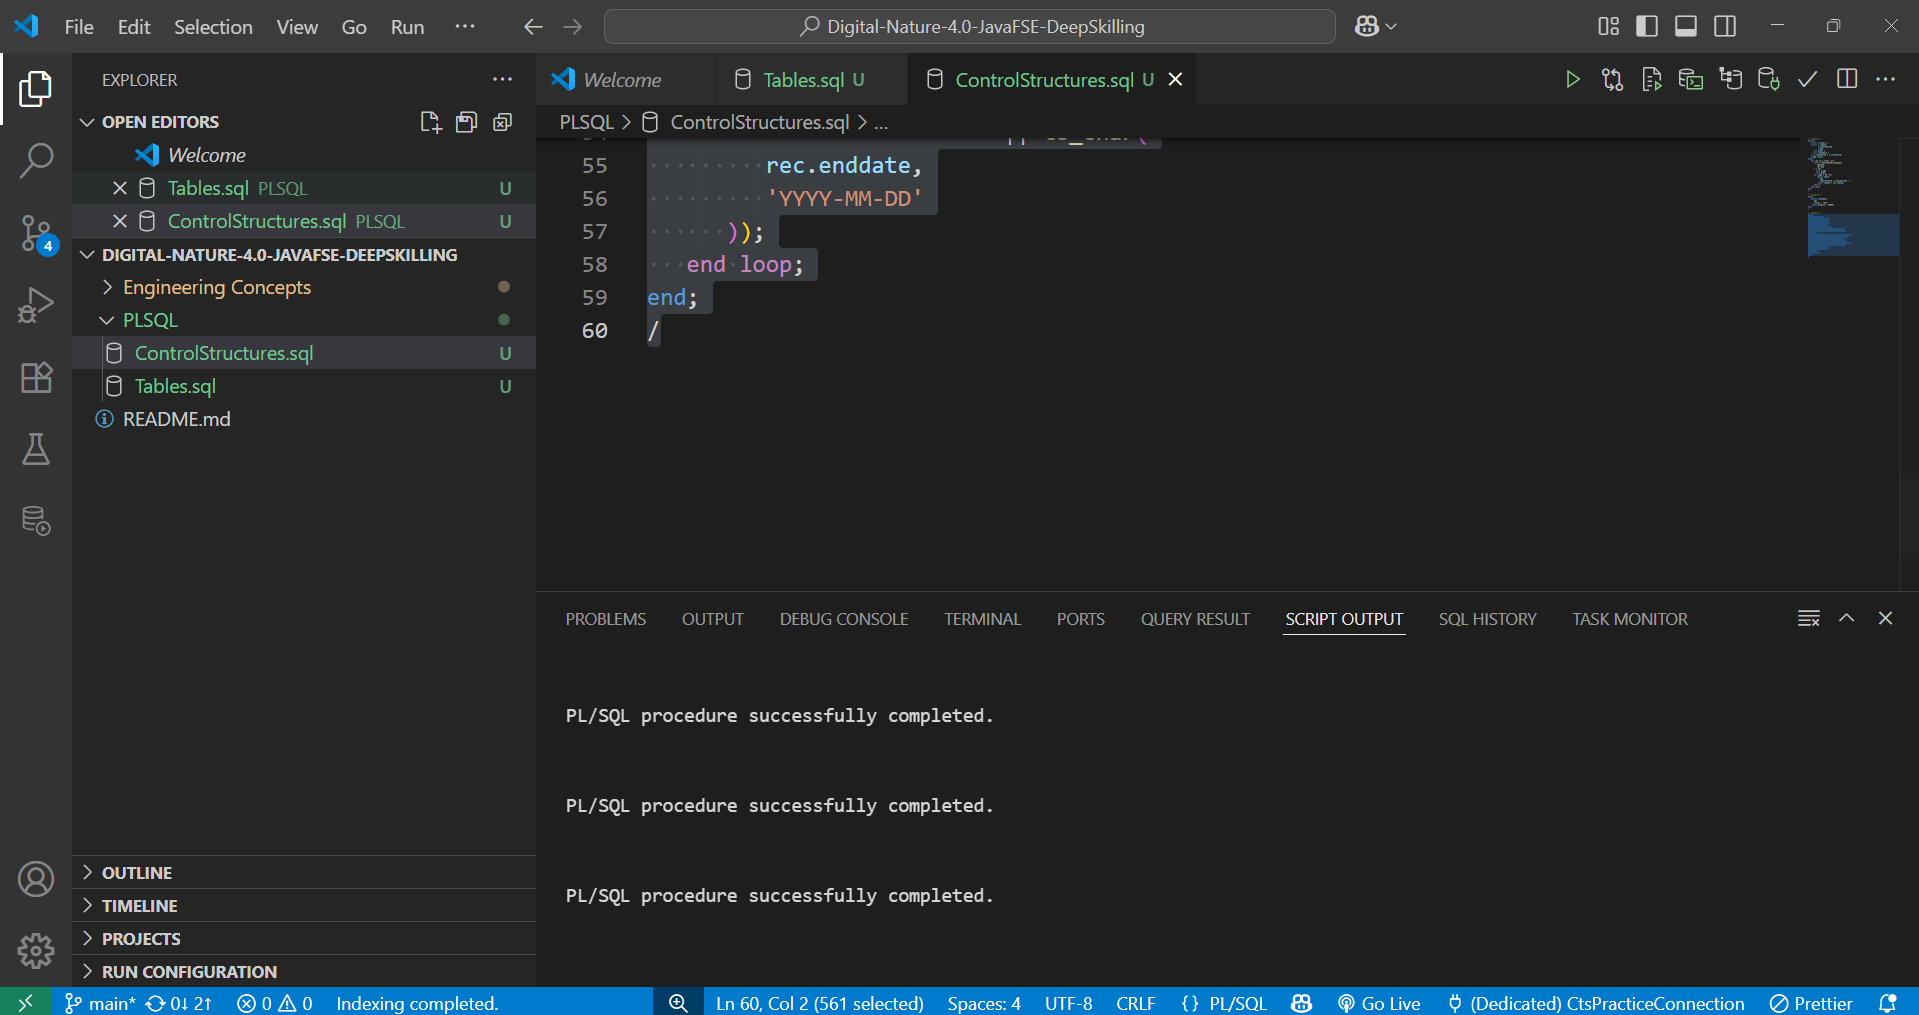 File Edit Selection View Go Run ···
Digital-Nature-4.0-JavaFSE-DeepSkilling
EXPLORER
OPEN EDITORS
Welcome
Tables.sql PLSQL U
ControlStructures.sql PLSQL U
4
DIGITAL-NATURE-4.0-JAVAFSE-DEEPSKILLING
Engineering Concepts
PLSQL
ControlStructures.sql U
Tables.sql U
README.md
OUTLINE
TIMELINE
PROJECTS
RUN CONFIGURATION
Welcome
Tables.sql U
ControlStructures.sql U
PLSQL > ControlStructures.sql > ...
55 rec.enddate,
56 'YYYY-MM-DD'
57 ));
58 end loop;
59 end;
60 /
PROBLEMS OUTPUT DEBUG CONSOLE TERMINAL PORTS QUERY RESULT SCRIPT OUTPUT SQL HISTORY TASK MONITOR
PL/SQL procedure successfully completed.
PL/SQL procedure successfully completed.
PL/SQL procedure successfully completed.
main* 0↓ 2↑ 0 0 Indexing completed. Ln 60, Col 2 (561 selected) Spaces: 4 UTF-8 CRLF {} PL/SQL Go Live (Dedicated) CtsPracticeConnection Prettier